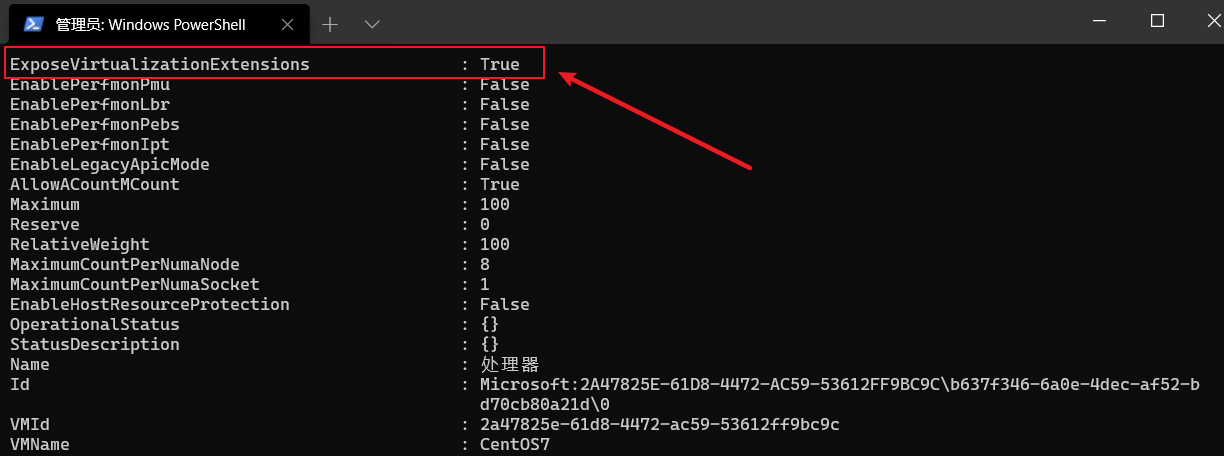 管理员: Windows PowerShell
ExposeVirtualizationExtensions : True
EnablePerfmonPmu : False
EnablePerfmonLbr : False
EnablePerfmonPebs : False
EnablePerfmonIpt : False
EnableLegacyApicMode : False
AllowACountMCount : True
Maximum : 100
Reserve : 0
RelativeWeight : 100
MaximumCountPerNumaNode : 8
MaximumCountPerNumaSocket : 1
EnableHostResourceProtection : False
OperationalStatus : {}
StatusDescription : {}
Name : 处理器
Id : Microsoft:2A47825E-61D8-4472-AC59-53612FF9BC9C\b637f346-6a0e-4dec-af52-b
d70cb80a21d\0
VMId : 2a47825e-61d8-4472-ac59-53612ff9bc9c
VMName : CentOS7